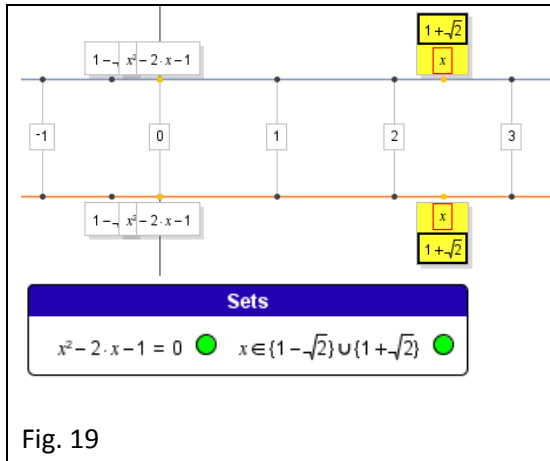 1+√2
1−√ x²−2·x−1 x
-1 0 1 2 3
1−√ x²−2·x−1 x
1+√2
Sets
x²−2·x−1 = 0 x∈{1−√2}∪{1+√2}
Fig. 19